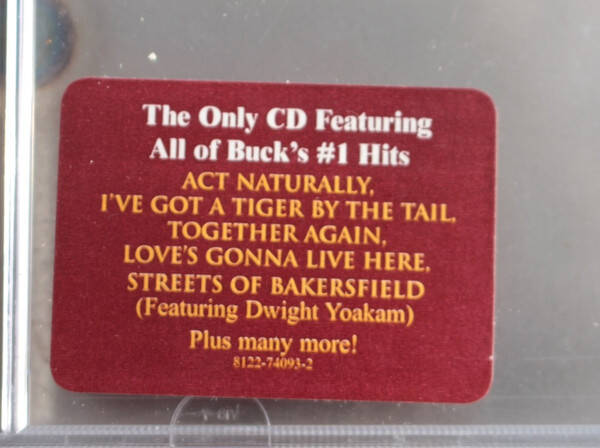 The Only CD Featuring
All of Buck's #1 Hits
ACT NATURALLY,
I'VE GOT A TIGER BY THE TAIL,
TOGETHER AGAIN,
LOVE'S GONNA LIVE HERE,
STREETS OF BAKERSFIELD
(Featuring Dwight Yoakam)
Plus many more!
8122-74093-2